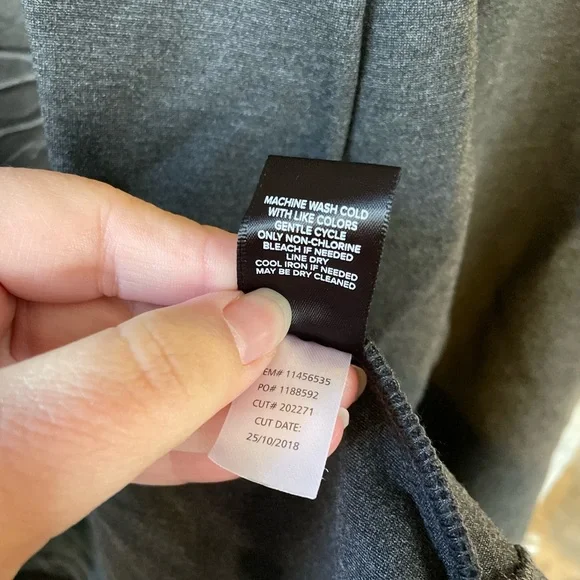 MACHINE WASH COLD
WITH LIKE COLORS
GENTLE CYCLE
ONLY NON-CHLORINE
BLEACH IF NEEDED
LINE DRY
COOL IRON IF NEEDED
MAY BE DRY CLEANED
EM# 11456535
PO# 1188592
CUT# 202271
CUT DATE:
25/10/2018